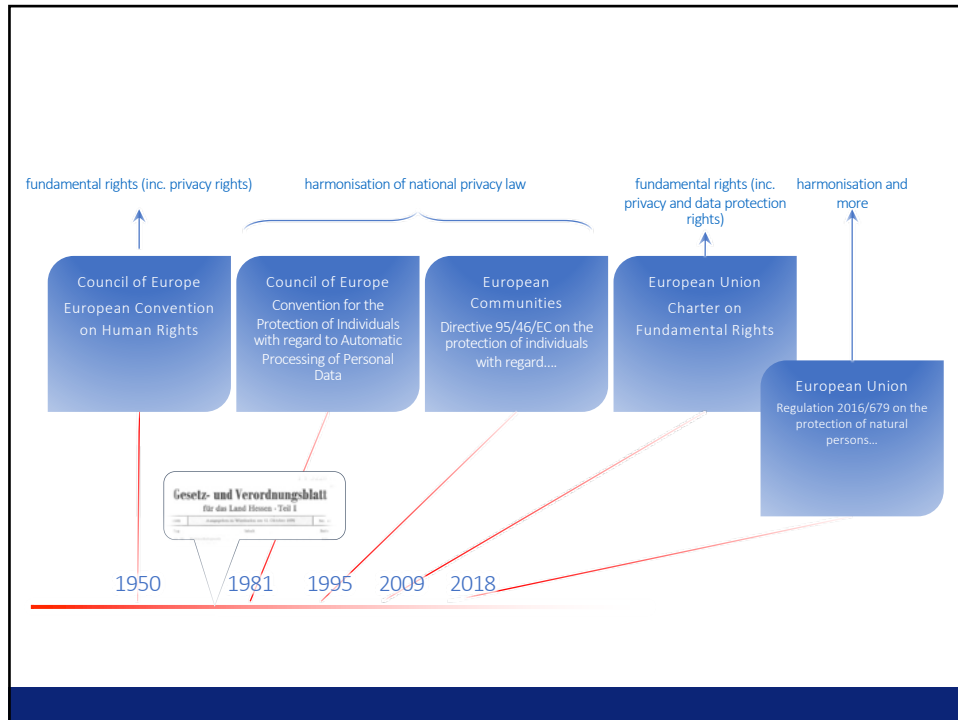 fundamental rights (inc. privacy rights)
harmonisation of national privacy law
fundamental rights (inc.
privacy and data protection
rights)
harmonisation and
more
Council of Europe
European Convention
on Human Rights
Council of Europe
Convention for the
Protection of Individuals
with regard to Automatic
Processing of Personal
Data
European
Communities
Directive 95/46/EC on the
protection of individuals
with regard....
European Union
Charter on
Fundamental Rights
European Union
Regulation 2016/679 on the
protection of natural
persons...
Gesetz- und Verordnungsblatt
für das Land Hessen - Teil I
1950
1981
1995
2009
2018